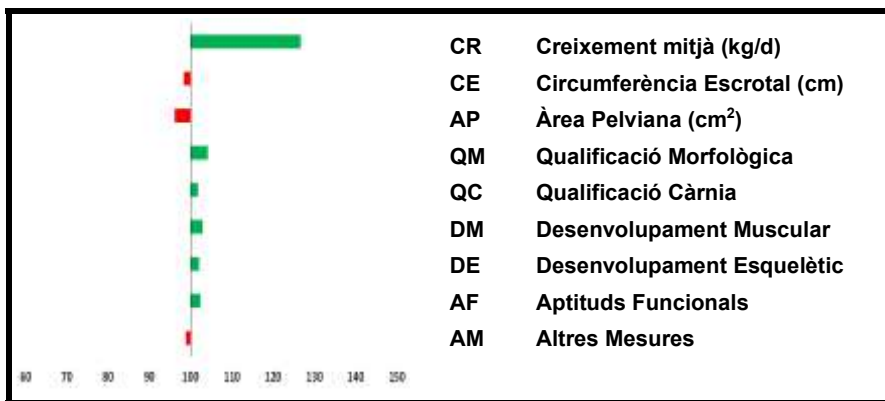 CR Creixement mitjà (kg/d)
CE Circumferència Escrotal (cm)
AP Àrea Pelviana (cm²)
QM Qualificació Morfològica
QC Qualificació Càrnia
DM Desenvolupament Muscular
DE Desenvolupament Esquelètic
AF Aptituds Funcionals
AM Altres Mesures
60 70 80 90 100 110 120 130 140 150